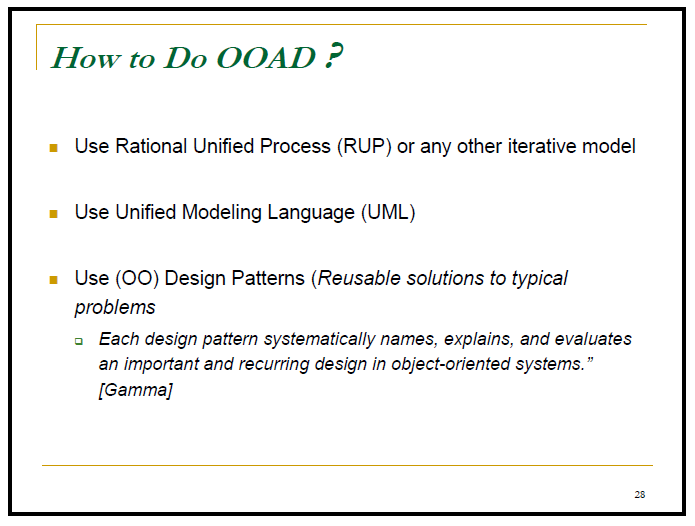 How to Do OOAD ?
Use Rational Unified Process (RUP) or any other iterative model
Use Unified Modeling Language (UML)
Use (OO) Design Patterns (Reusable solutions to typical
problems
Each design pattern systematically names, explains, and evaluates
an important and recurring design in object-oriented systems.”
[Gamma]
28